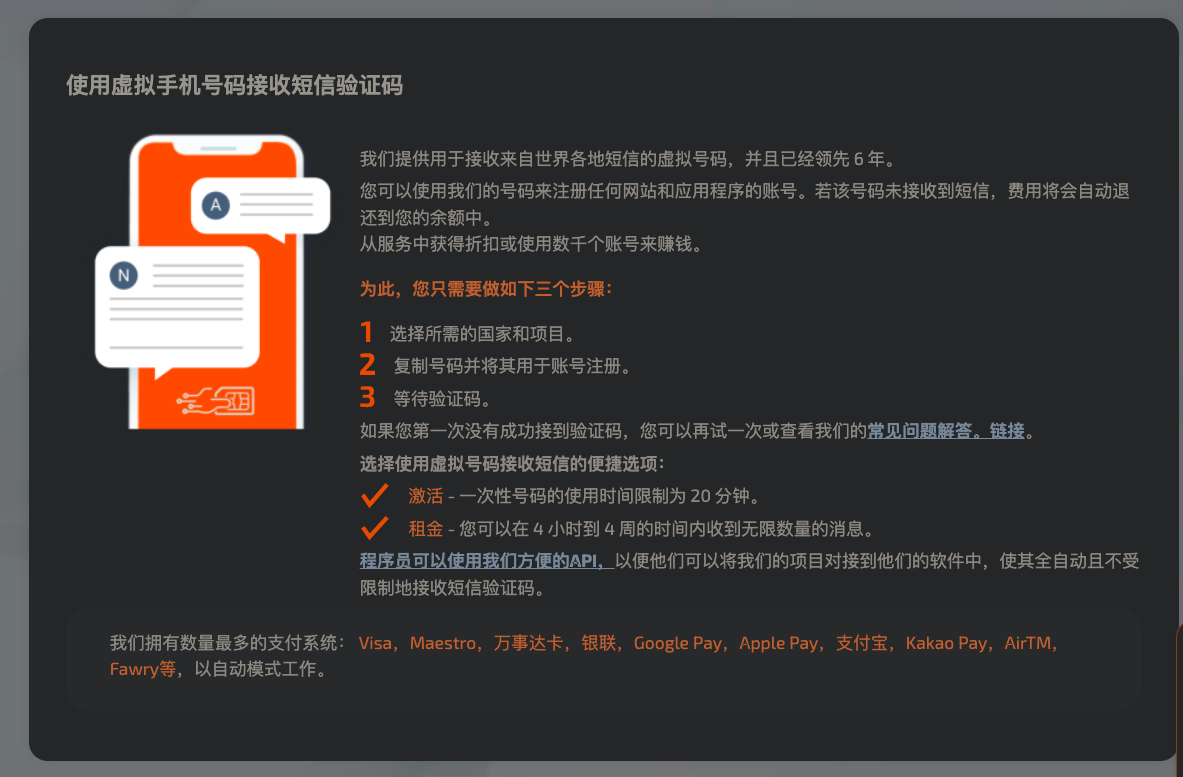 使用虚拟手机号码接收短信验证码
我们提供用于接收来自世界各地短信的虚拟号码，并且已经领先 6 年。
您可以使用我们的号码来注册任何网站和应用程序的账号。若该号码未接收到短信，费用将会自动退
还到您的余额中。
从服务中获得折扣或使用数千个账号来赚钱。
A
N
为此，您只需要做如下三个步骤：
1 选择所需的国家和项目。
2 复制号码并将其用于账号注册。
3 等待验证码。
如果您第一次没有成功接到验证码，您可以再试一次或查看我们的常见问题解答。链接。
选择使用虚拟号码接收短信的便捷选项：
激活 - 一次性号码的使用时间限制为 20 分钟。
租金 - 您可以在 4 小时到 4 周的时间内收到无限数量的消息。
程序员可以使用我们方便的API，以便他们可以将我们的项目对接到他们的软件中，使其全自动且不受
限制地接收短信验证码。
我们拥有数量最多的支付系统： Visa，Maestro，万事达卡，银联，Google Pay，Apple Pay，支付宝，Kakao Pay，AirTM，
Fawry等，以自动模式工作。